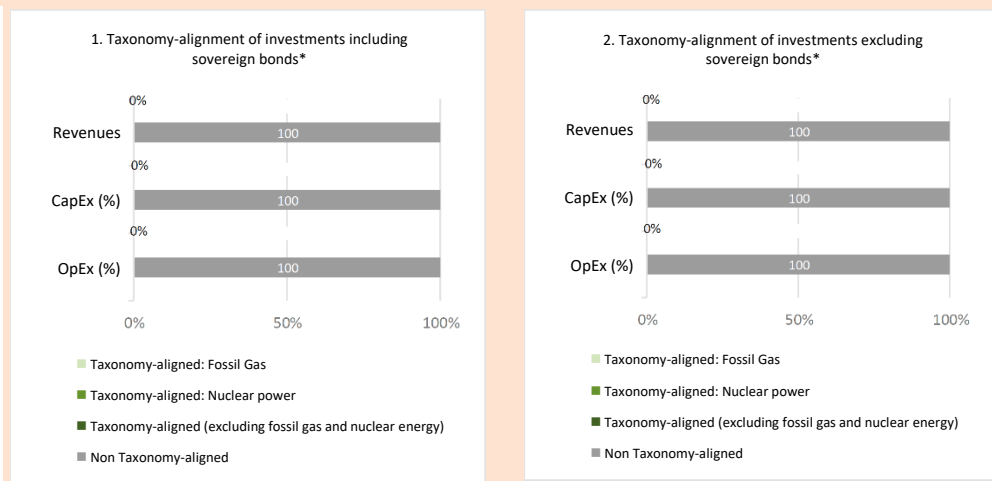 1. Taxonomy-alignment of investments including
sovereign bonds*
0%
Revenues
100
0%
CapEx (%)
100
0%
OpEx (%)
100
0%
50%
100%
Taxonomy-aligned: Fossil Gas
Taxonomy-aligned: Nuclear power
Taxonomy-aligned (excluding fossil gas and nuclear energy)
Non Taxonomy-aligned
2. Taxonomy-alignment of investments excluding
sovereign bonds*
0%
Revenues
100
0%
CapEx (%)
100
0%
OpEx (%)
100
0%
50%
100%
Taxonomy-aligned: Fossil Gas
Taxonomy-aligned: Nuclear power
Taxonomy-aligned (excluding fossil gas and nuclear energy)
Non Taxonomy-aligned